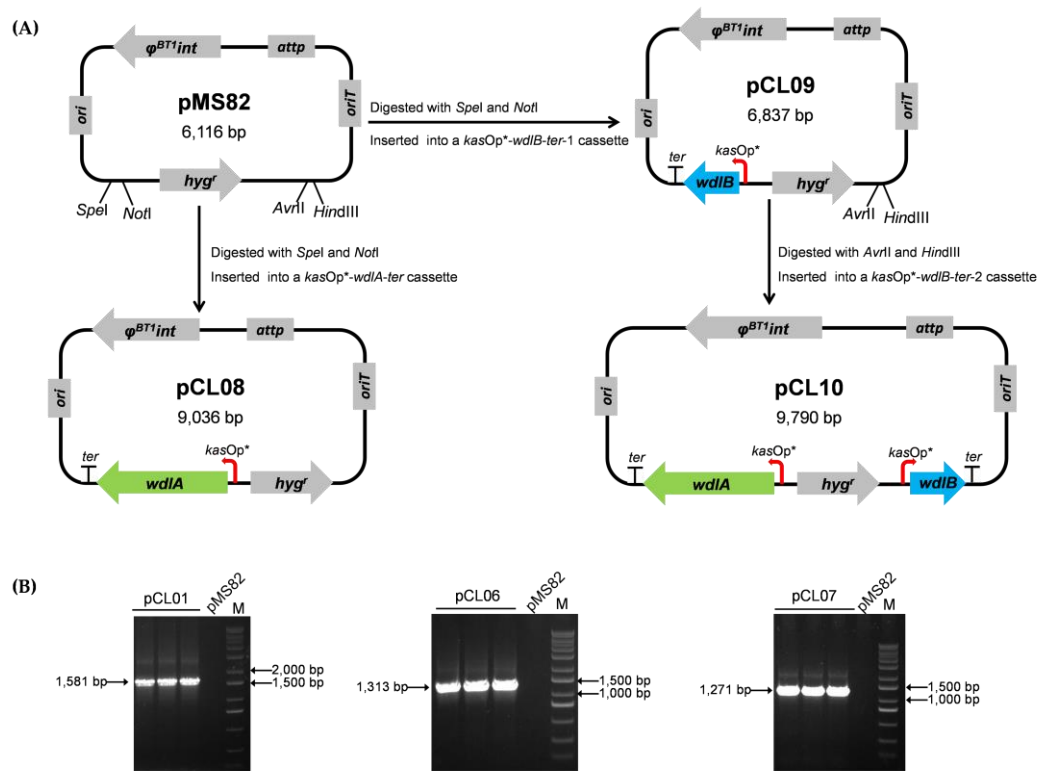 (A)
φBT1int
attp
ori
oriT
pMS82
6,116 bp
hygr
SpeI
NotI
AvrII
HindIII
Digested with SpeI and NotI
Inserted into a kasOp*-wdlB-ter-1 cassette
φBT1int
attp
ori
oriT
pCL09
6,837 bp
ter
kasOp*
wdlB
hygr
AvrII
HindIII
Digested with SpeI and NotI
Inserted into a kasOp*-wdlA-ter cassette
Digested with AvrII and HindIII
Inserted into a kasOp*-wdlB-ter-2 cassette
φBT1int
attp
ori
oriT
pCL08
9,036 bp
ter
kasOp*
wdlA
hygr
φBT1int
attp
ori
oriT
pCL10
9,790 bp
ter
kasOp*
kasOp*
ter
wdlA
hygr
wdlB
(B)
pCL01
pMS82
M
1,581 bp
2,000 bp
1,500 bp
pCL06
pMS82
M
1,313 bp
1,500 bp
1,000 bp
pCL07
pMS82
M
1,271 bp
1,500 bp
1,000 bp